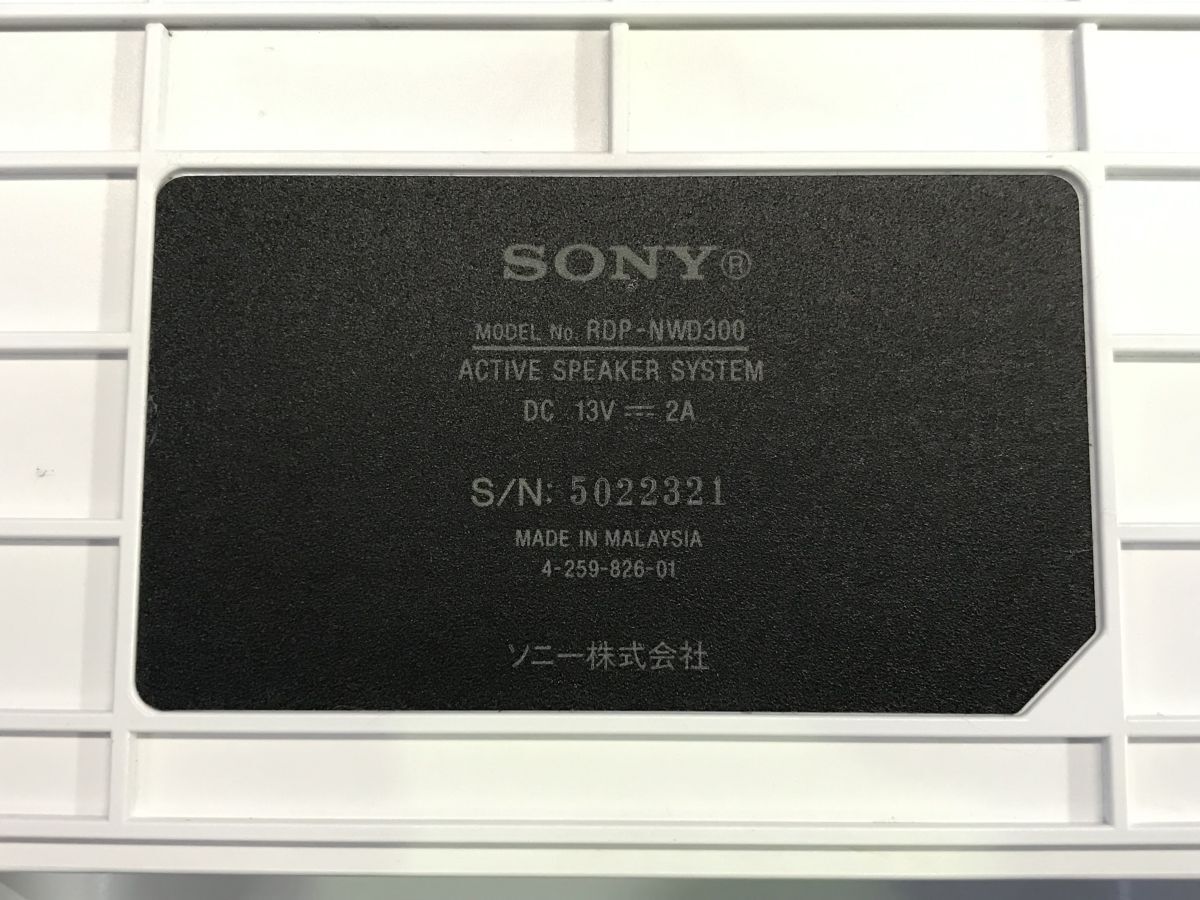 SONY®
MODEL No. RDP-NWD300
ACTIVE SPEAKER SYSTEM
DC 13V ⎓ 2A
S/N: 5022321
MADE IN MALAYSIA
4-259-826-01
ソニー株式会社